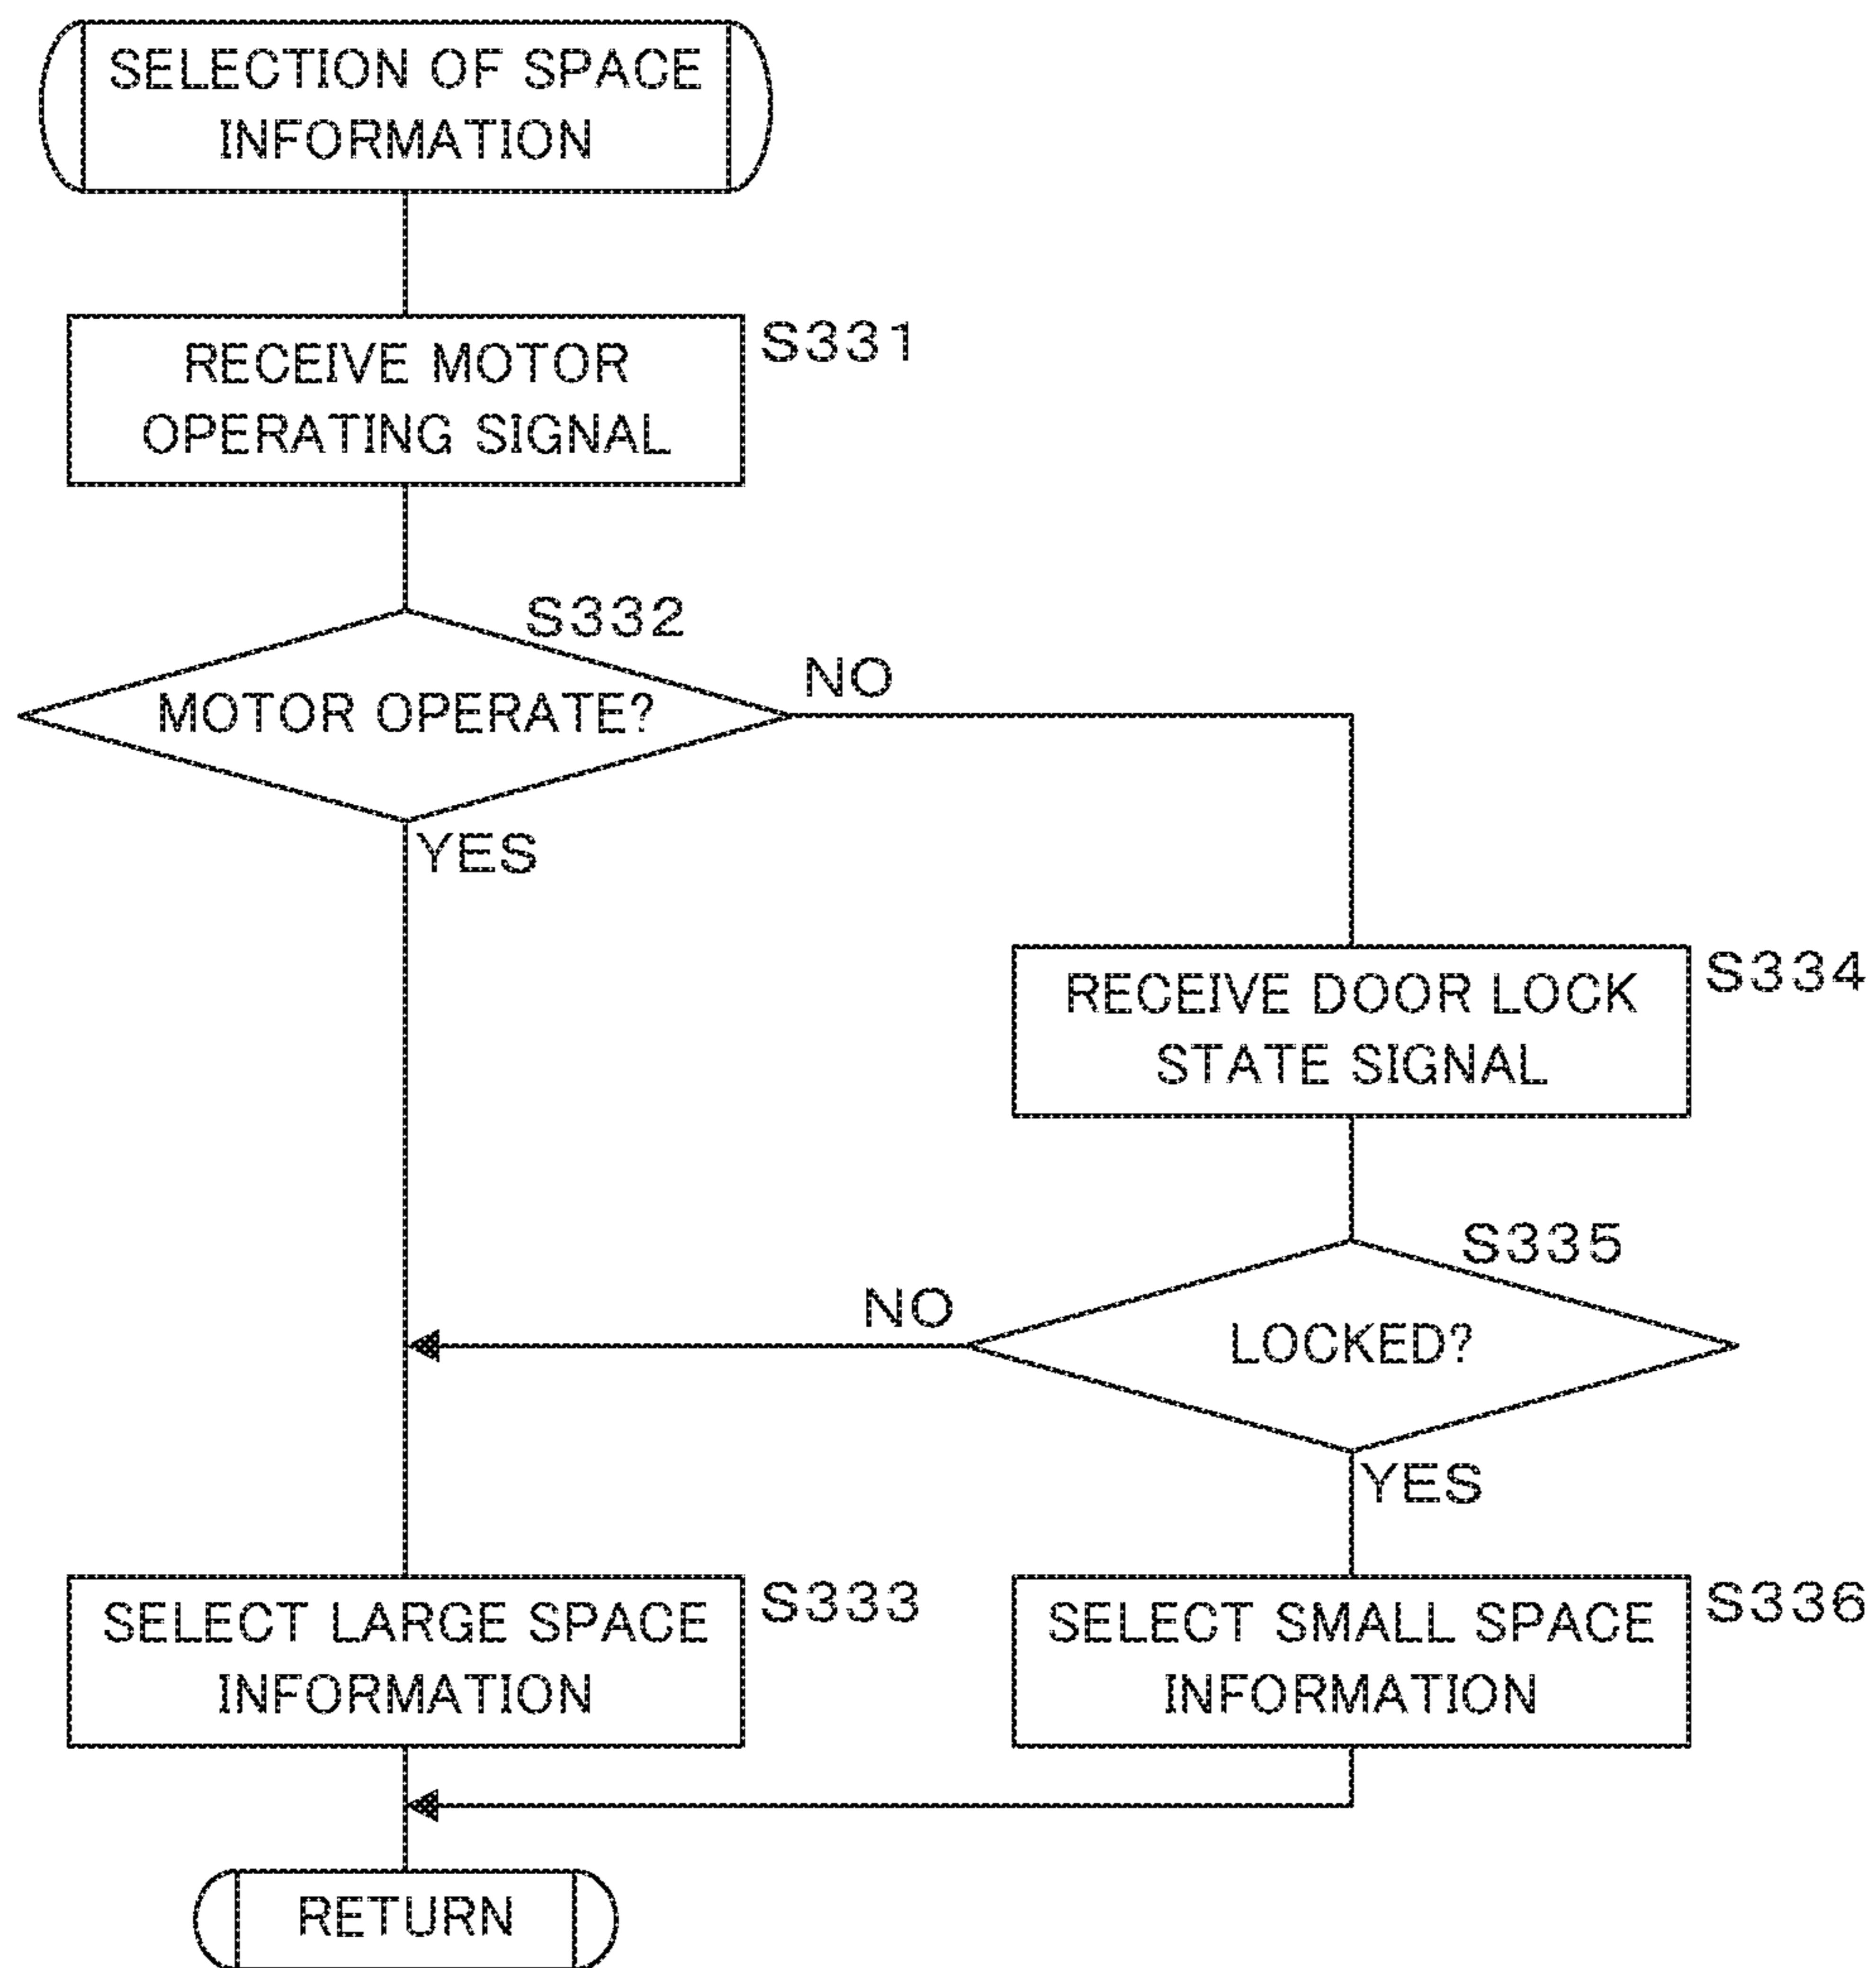 SELECTION OF SPACE
INFORMATION
RECEIVE MOTOR
OPERATING SIGNAL
S331
S332
MOTOR OPERATE?
NO
YES
RECEIVE DOOR LOCK
STATE SIGNAL
S334
S335
LOCKED?
NO
YES
SELECT LARGE SPACE
INFORMATION
S333
SELECT SMALL SPACE
INFORMATION
S336
RETURN